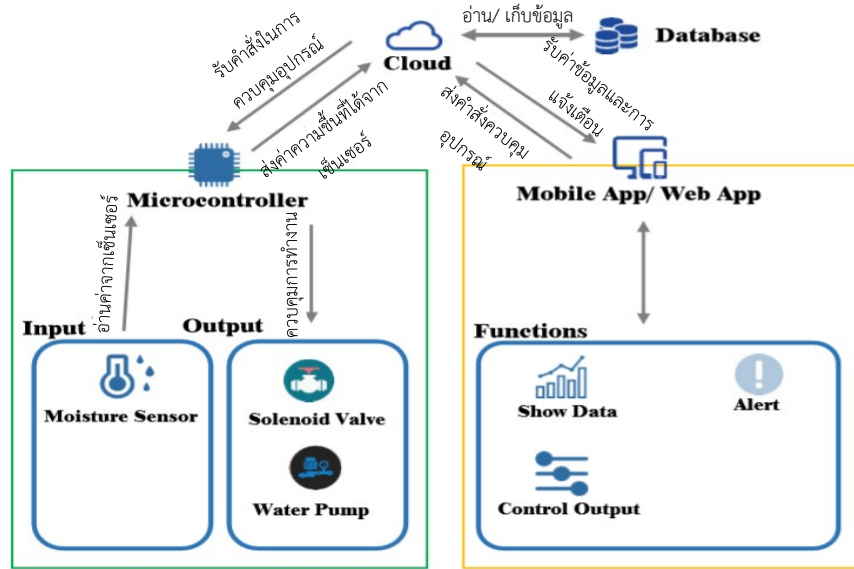 อ่าน/ เก็บข้อมูล
Database
Cloud
รับคำสั่งในการ
ควบคุมอุปกรณ์
ส่งค่าความชื้นที่ได้จาก
เซ็นเซอร์
รับค่าข้อมูลและการ
แจ้งเตือน
ส่งคำสั่งควบคุม
อุปกรณ์
Microcontroller
Mobile App/ Web App
อ่านค่าจากเซ็นเซอร์
ควบคุมการทำงาน
Input
Output
Functions
Moisture Sensor
Solenoid Valve
Water Pump
Show Data
Alert
Control Output